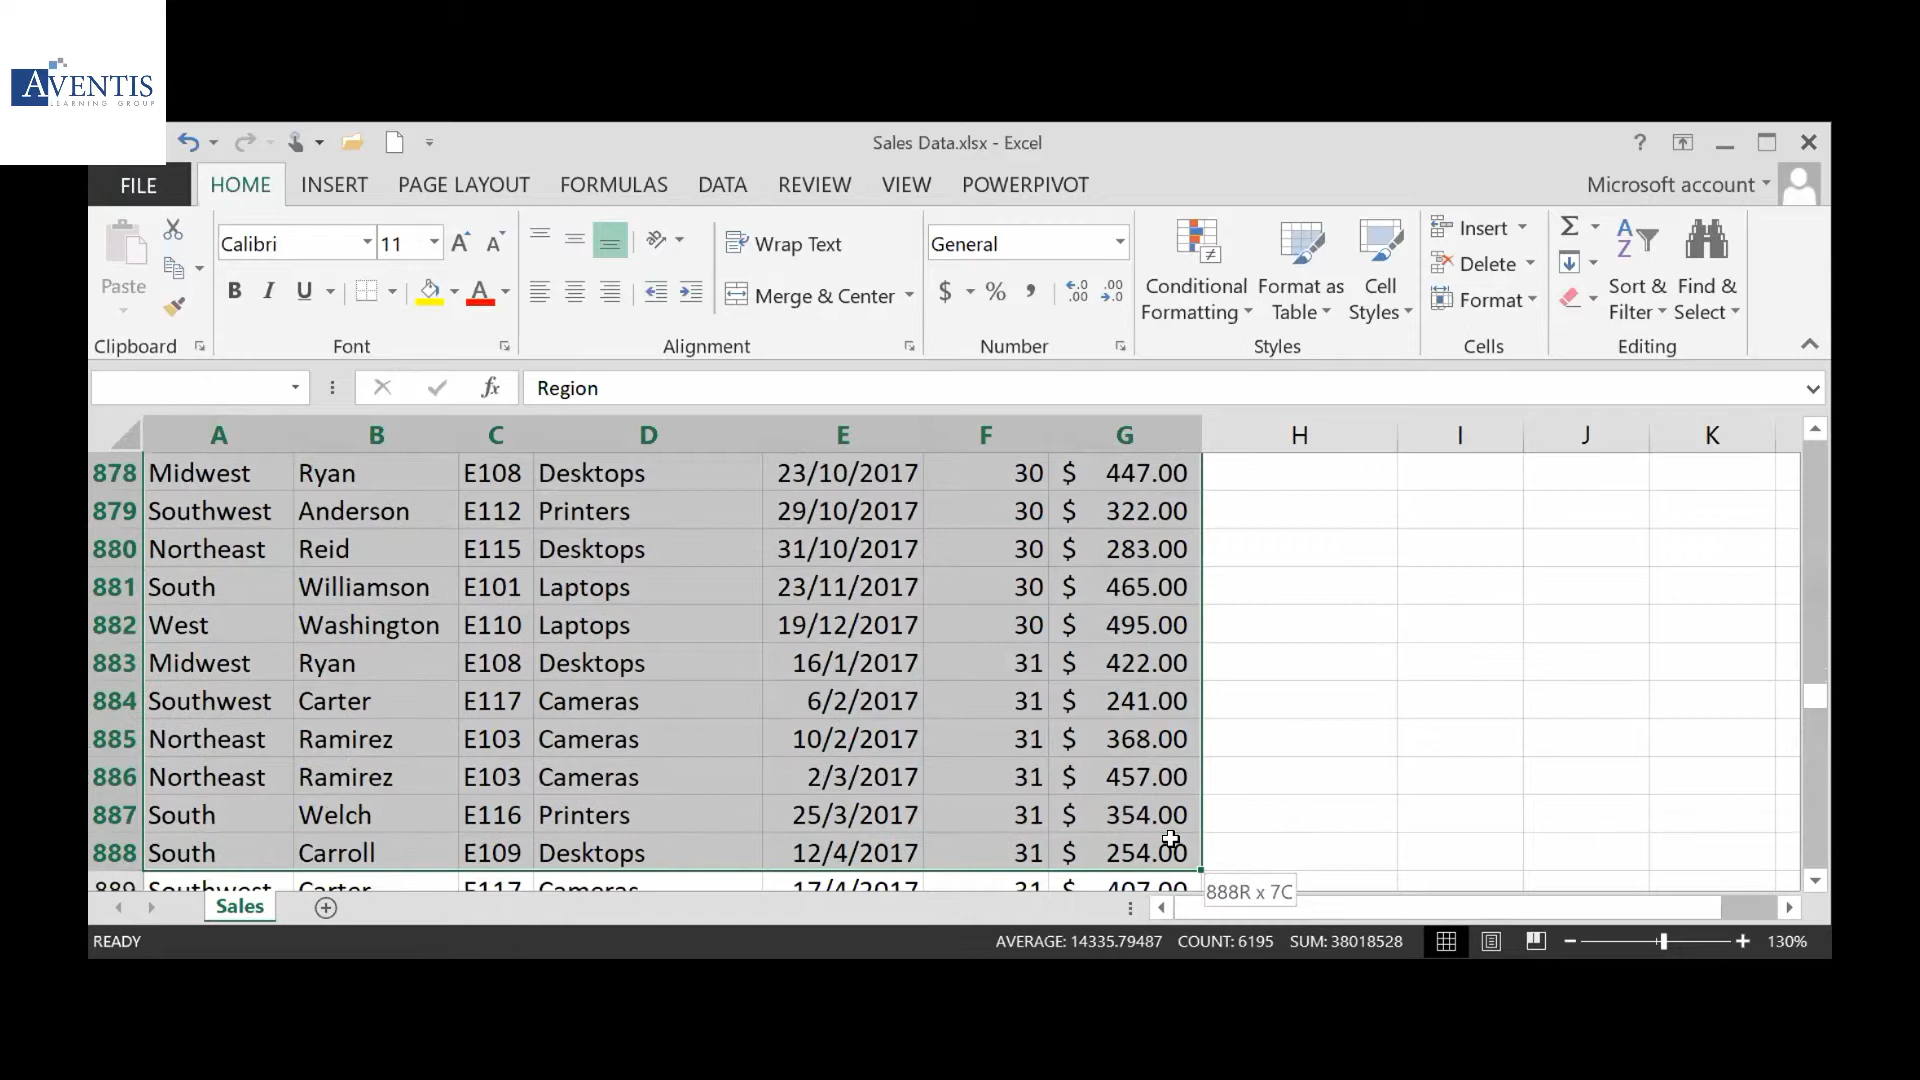 AVENTIS
LEARNING GROUP
Sales Data.xlsx - Excel
?
FILE HOME INSERT PAGE LAYOUT FORMULAS DATA REVIEW VIEW POWERPIVOT Microsoft account
Calibri 11 A A Wrap Text General Insert
Paste B I U A Merge & Center $ % , Conditional Formatting Format as Table Cell Styles Delete Format Sort & Filter Find & Select
Clipboard Font Alignment Number Styles Cells Editing
fx Region
A B C D E F G H I J K
878 Midwest Ryan E108 Desktops 23/10/2017 30 $ 447.00
879 Southwest Anderson E112 Printers 29/10/2017 30 $ 322.00
880 Northeast Reid E115 Desktops 31/10/2017 30 $ 283.00
881 South Williamson E101 Laptops 23/11/2017 30 $ 465.00
882 West Washington E110 Laptops 19/12/2017 30 $ 495.00
883 Midwest Ryan E108 Desktops 16/1/2017 31 $ 422.00
884 Southwest Carter E117 Cameras 6/2/2017 31 $ 241.00
885 Northeast Ramirez E103 Cameras 10/2/2017 31 $ 368.00
886 Northeast Ramirez E103 Cameras 2/3/2017 31 $ 457.00
887 South Welch E116 Printers 25/3/2017 31 $ 354.00
888 South Carroll E109 Desktops 12/4/2017 31 $ 254.00
889 Southwest Carter E117 Cameras 17/4/2017 31 $ 407.00
888R x 7C
Sales
READY AVERAGE: 14335.79487 COUNT: 6195 SUM: 38018528 130%